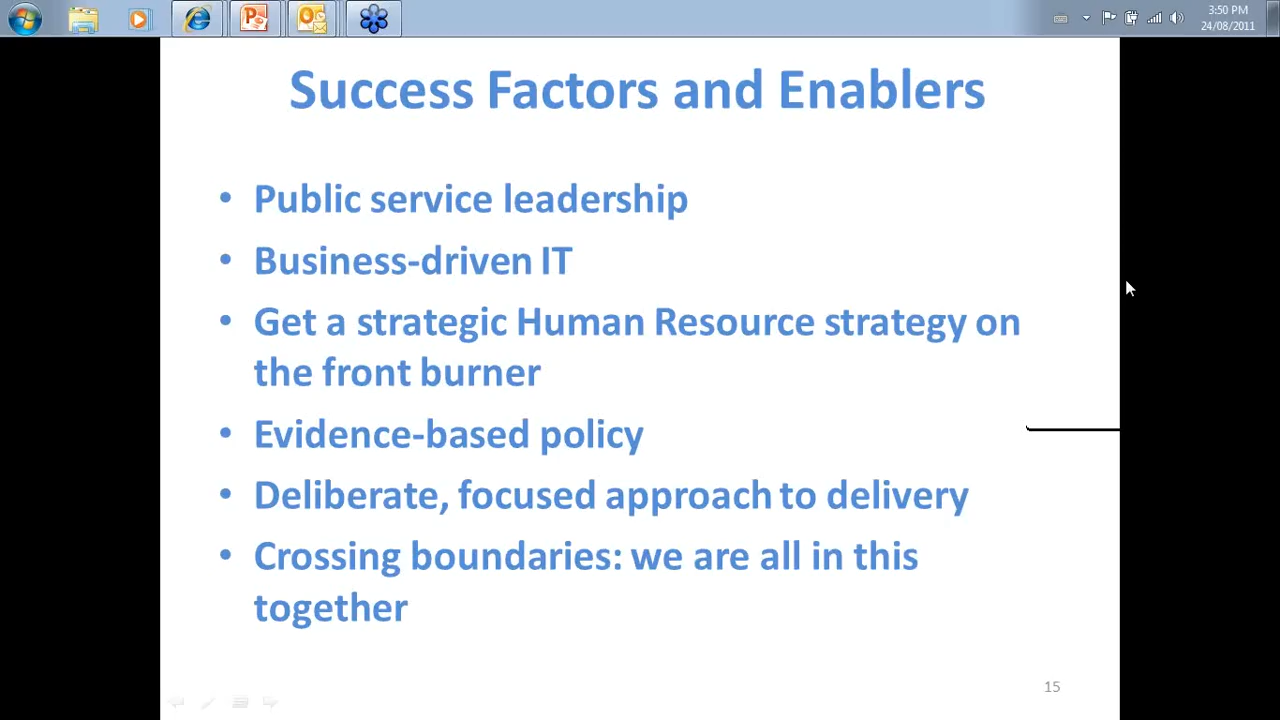 3:50 PM
24/08/2011
Success Factors and Enablers
• Public service leadership
• Business-driven IT
• Get a strategic Human Resource strategy on
the front burner
• Evidence-based policy
• Deliberate, focused approach to delivery
• Crossing boundaries: we are all in this
together
15